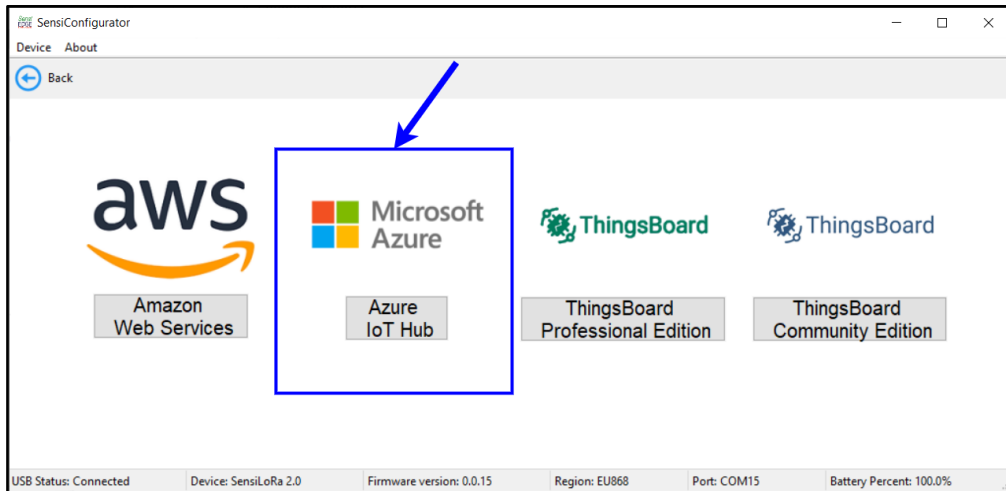 Sensi EDGE SensiConfigurator
Device About
Back
aws
Microsoft
Azure
ThingsBoard
ThingsBoard
Amazon
Web Services
Azure
IoT Hub
ThingsBoard
Professional Edition
ThingsBoard
Community Edition
USB Status: Connected Device: SensiLoRa 2.0 Firmware version: 0.0.15 Region: EU868 Port: COM15 Battery Percent: 100.0%